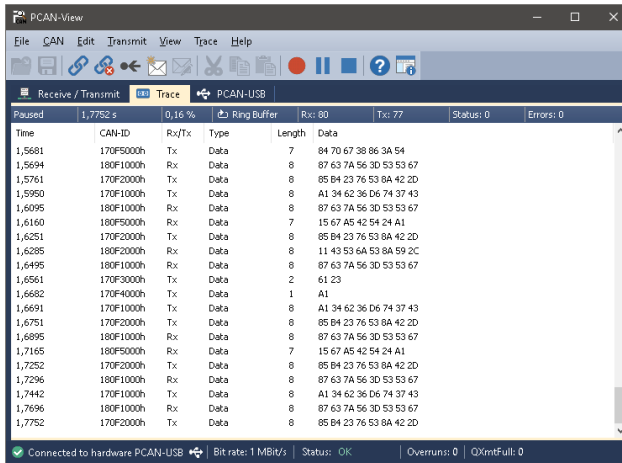 PCAN-View
File CAN Edit Transmit View Trace Help
Receive / Transmit Trace PCAN-USB
Paused 1,7752 s 0,16 % Ring Buffer Rx: 80 Tx: 77 Status: 0 Errors: 0
Time CAN-ID Rx/Tx Type Length Data
1,5681 170F5000h Tx Data 7 84 70 67 38 86 3A 54
1,5694 180F1000h Rx Data 8 87 63 7A 56 3D 53 53 67
1,5761 170F2000h Tx Data 8 85 B4 23 76 53 8A 42 2D
1,5950 170F1000h Tx Data 8 A1 34 62 36 D6 74 37 43
1,6095 180F1000h Rx Data 8 87 63 7A 56 3D 53 53 67
1,6160 180F5000h Rx Data 7 15 67 A5 42 54 24 A1
1,6251 170F2000h Tx Data 8 85 B4 23 76 53 8A 42 2D
1,6285 180F2000h Rx Data 8 11 43 53 6A 53 8A 59 2C
1,6495 180F1000h Rx Data 8 87 63 7A 56 3D 53 53 67
1,6561 170F3000h Tx Data 2 61 23
1,6682 170F4000h Tx Data 1 A1
1,6691 170F1000h Tx Data 8 A1 34 62 36 D6 74 37 43
1,6751 170F2000h Tx Data 8 85 B4 23 76 53 8A 42 2D
1,6895 180F1000h Rx Data 8 87 63 7A 56 3D 53 53 67
1,7165 180F5000h Rx Data 7 15 67 A5 42 54 24 A1
1,7252 170F2000h Tx Data 8 85 B4 23 76 53 8A 42 2D
1,7296 180F1000h Rx Data 8 87 63 7A 56 3D 53 53 67
1,7442 170F1000h Tx Data 8 A1 34 62 36 D6 74 37 43
1,7696 180F1000h Rx Data 8 87 63 7A 56 3D 53 53 67
1,7752 170F2000h Tx Data 8 85 B4 23 76 53 8A 42 2D
Connected to hardware PCAN-USB Bit rate: 1 MBit/s Status: OK Overruns: 0 QXmtFull: 0